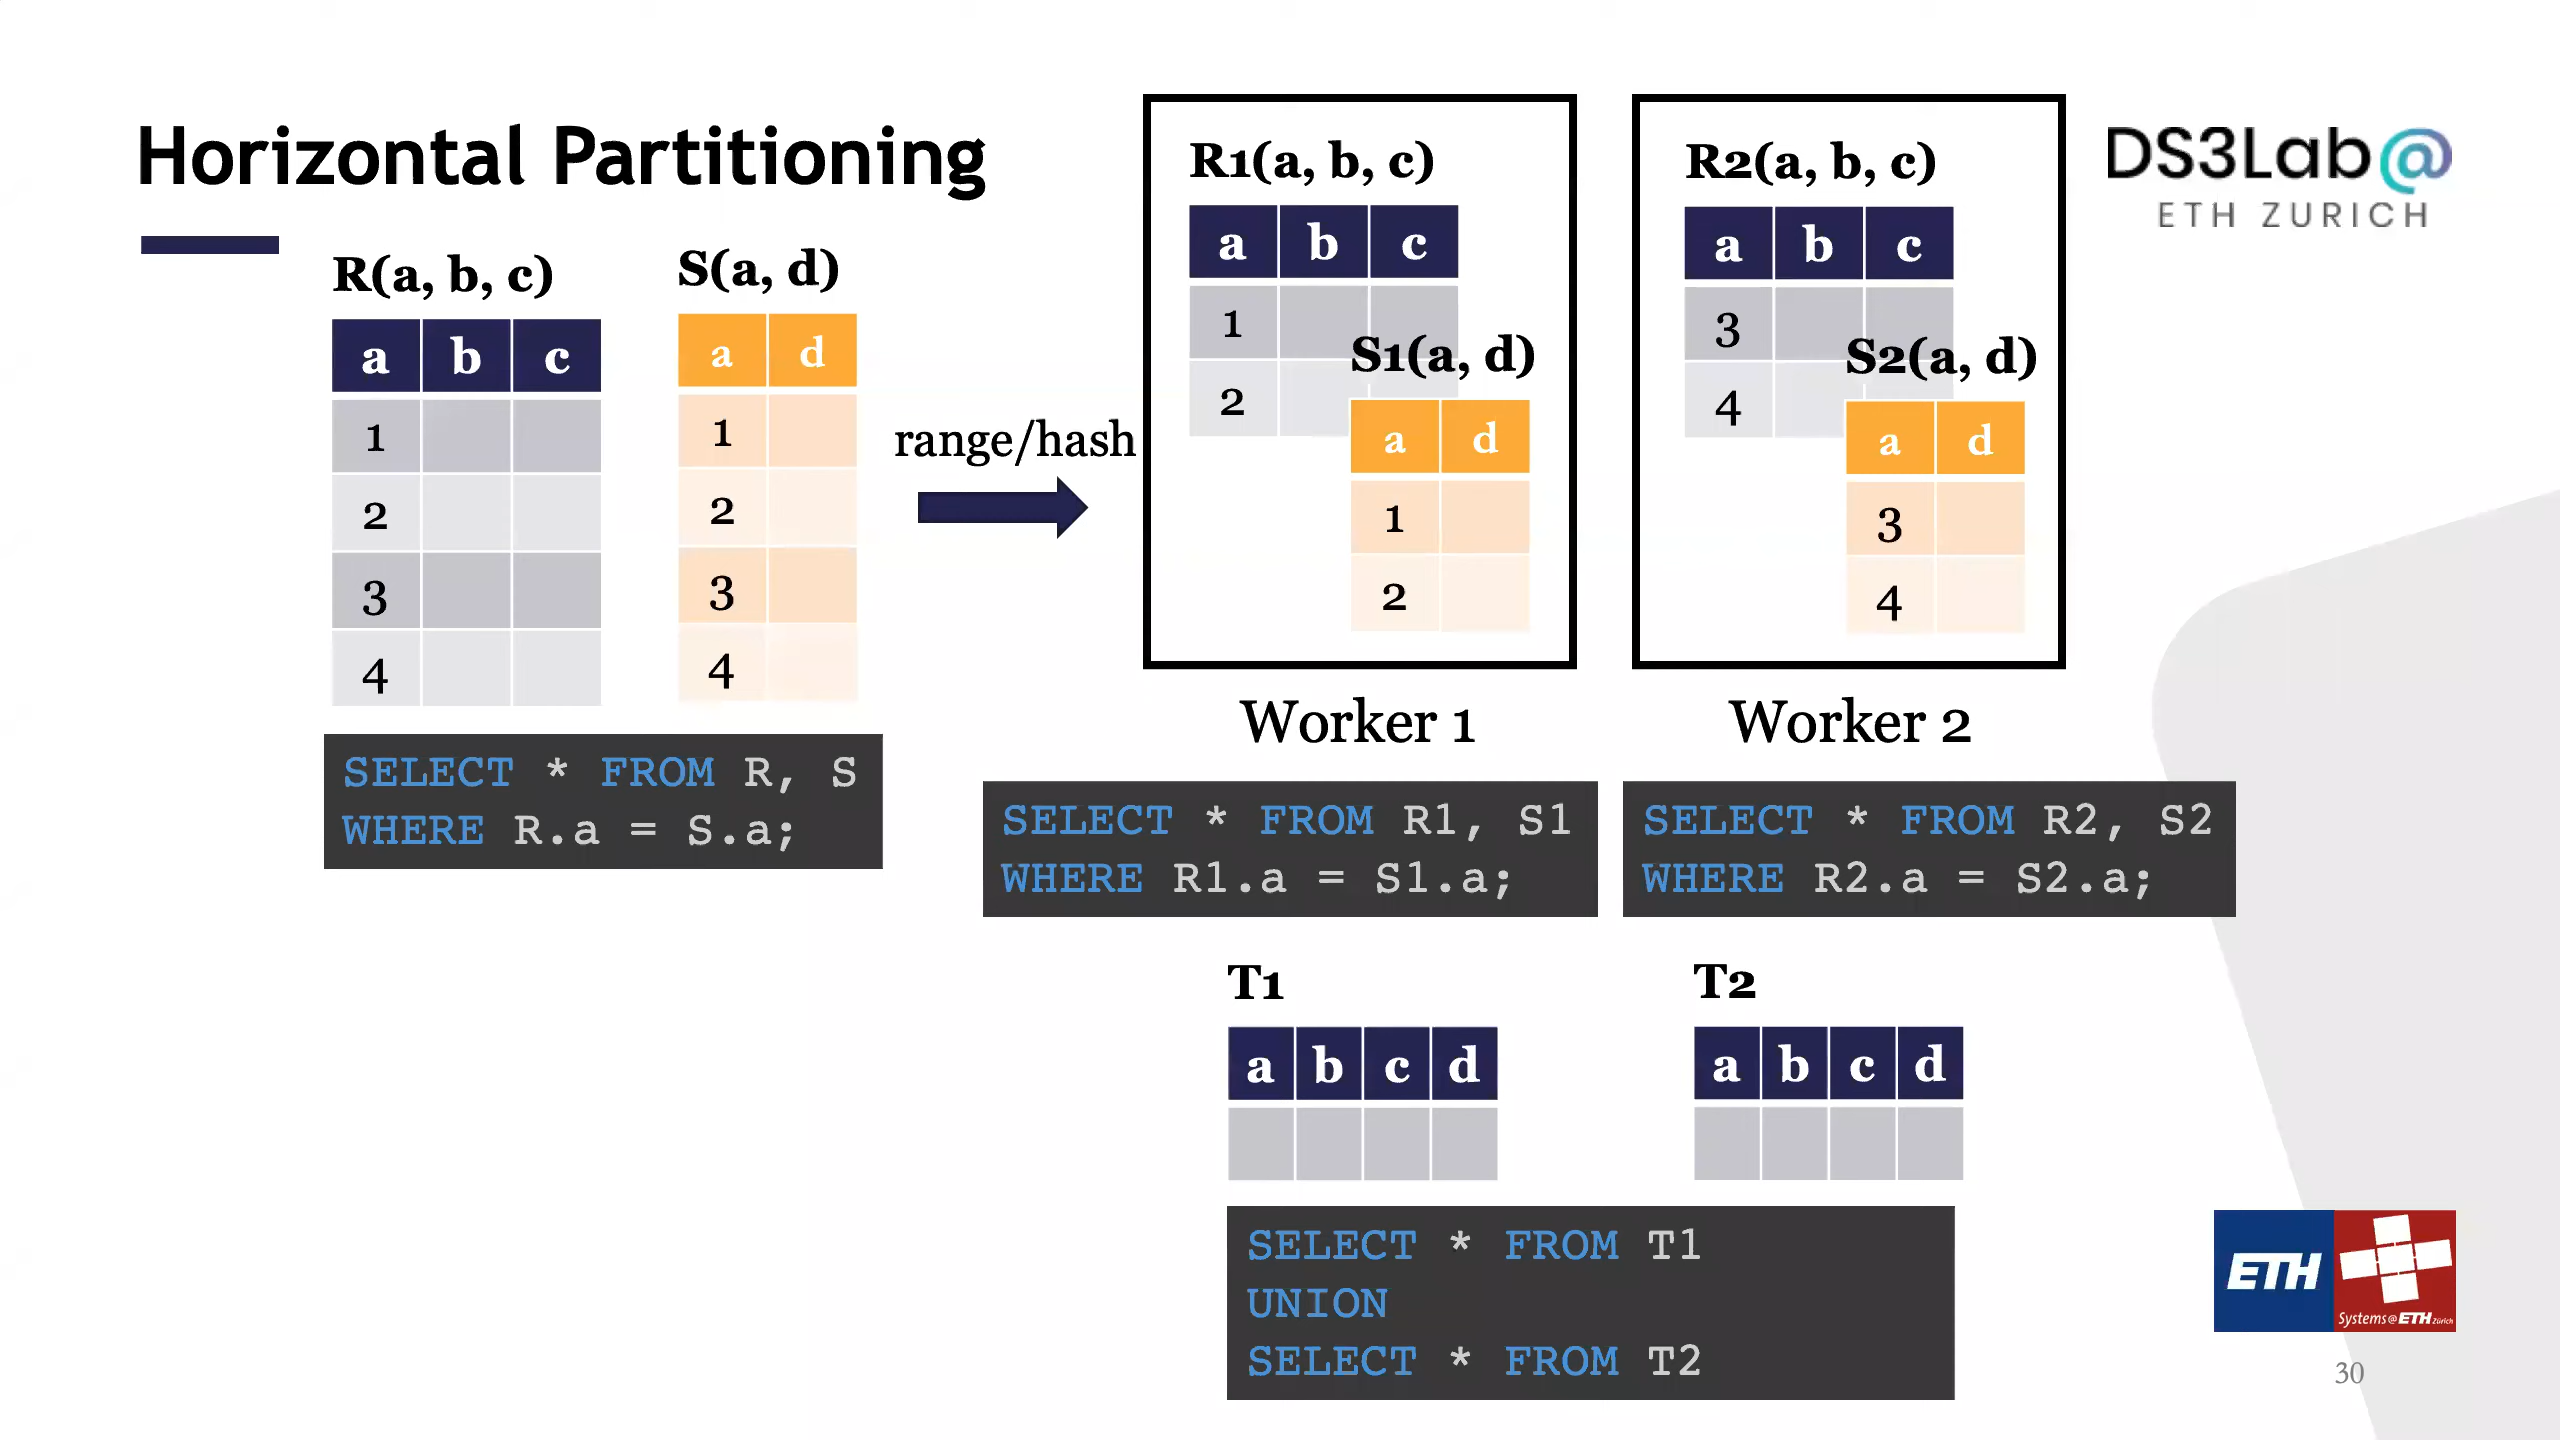 Horizontal Partitioning
DS3Lab@
ETH ZURICH
R(a, b, c)
a b c
1
2
3
4
S(a, d)
a d
1
2
3
4
SELECT * FROM R, S
WHERE R.a = S.a;
range/hash
R1(a, b, c)
a b c
1
2
S1(a, d)
a d
1
2
Worker 1
SELECT * FROM R1, S1
WHERE R1.a = S1.a;
R2(a, b, c)
a b c
3
4
S2(a, d)
a d
3
4
Worker 2
SELECT * FROM R2, S2
WHERE R2.a = S2.a;
T1
a b c d
T2
a b c d
SELECT * FROM T1
UNION
SELECT * FROM T2
ETH
Systems@ETH Zürich
30